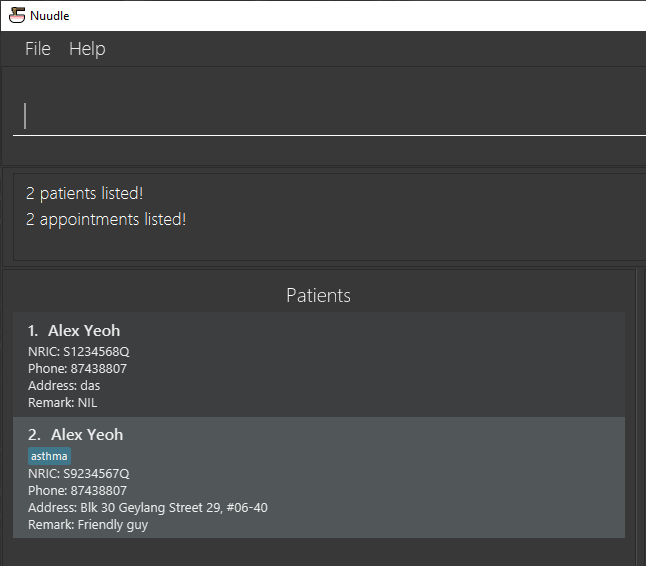 Nuudle
File Help
2 patients listed!
2 appointments listed!
Patients
1. Alex Yeoh
NRIC: S1234568Q
Phone: 87438807
Address: das
Remark: NIL
2. Alex Yeoh
asthma
NRIC: S9234567Q
Phone: 87438807
Address: Blk 30 Geylang Street 29, #06-40
Remark: Friendly guy